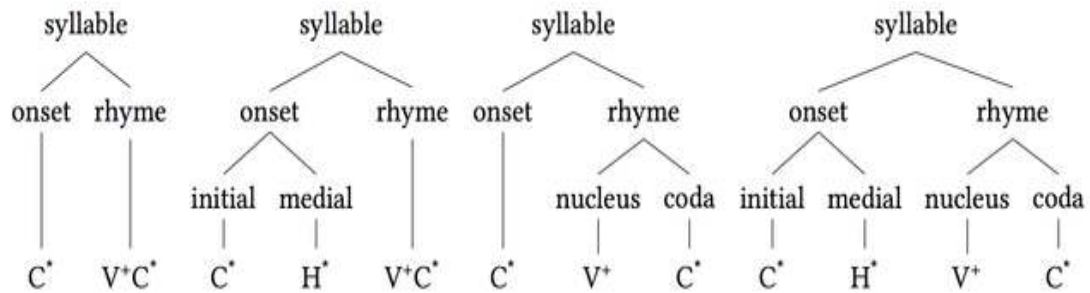 syllable syllable syllable syllable
onset rhyme onset rhyme onset rhyme onset rhyme
initial medial nucleus coda initial medial nucleus coda
C* V⁺C* C* H* V⁺C* C* V⁺ C* C* H* V⁺ C*